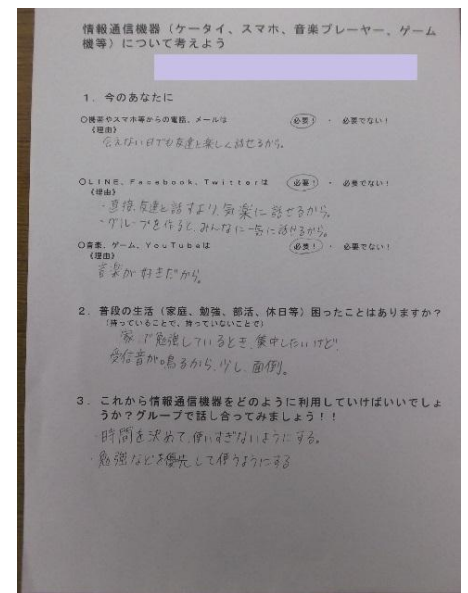 情報通信機器（ケータイ、スマホ、音楽プレーヤー、ゲーム
機等）について考えよう
1．今のあなたに
○携帯やスマホ等からの電話、メールは　必要！　・　必要でない！
《理由》
会えない日でも友達と楽しく話せるから。
○LINE、Facebook、Twitterは　必要！　・　必要でない！
《理由》
・直接友達と話すより、気楽に話せるから。
・グループを作ると、みんなに一気に話せるから。
○音楽、ゲーム、YouTubeは　必要！　・　必要でない！
《理由》
音楽が好きだから。
2．普段の生活（家庭、勉強、部活、休日等）困ったことはありますか？
（持っていることで、持っていないことで）
家で勉強しているとき、集中したいけど
受信音が鳴るから、少し面倒。
3．これから情報通信機器をどのように利用していけばいいでしょ
うか？グループで話し合ってみましょう！！
・時間を決めて、使いすぎないようにする。
・勉強などを優先して使うようにする